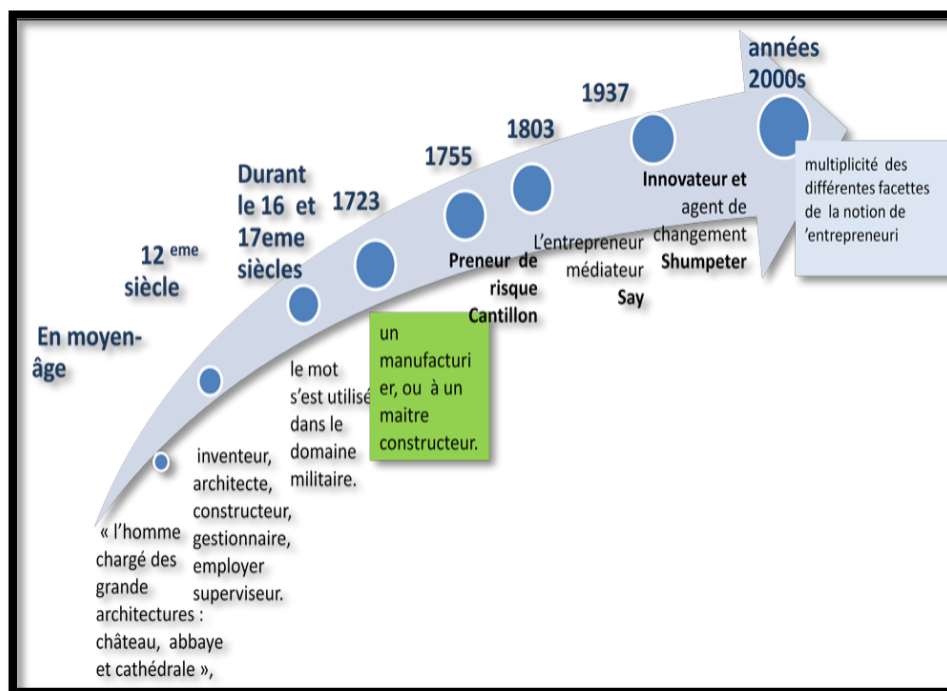 En moyen-
âge
« l'homme
chargé des
grande
architectures :
château, abbaye
et cathédrale »,
12 eme
siècle
inventeur,
architecte,
constructeur,
gestionnaire,
employer
superviseur.
Durant
le 16 et
17eme
siècles
le mot
s'est utilisé
dans le
domaine
militaire.
1723
un
manufacturi
er, ou à un
maitre
constructeur.
1755
Preneur de
risque
Cantillon
1803
L'entrepreneur
médiateur
Say
1937
Innovateur et
agent de
changement
Shumpeter
années
2000s
multiplicité des
différentes facettes
de la notion de
'entrepreneuri